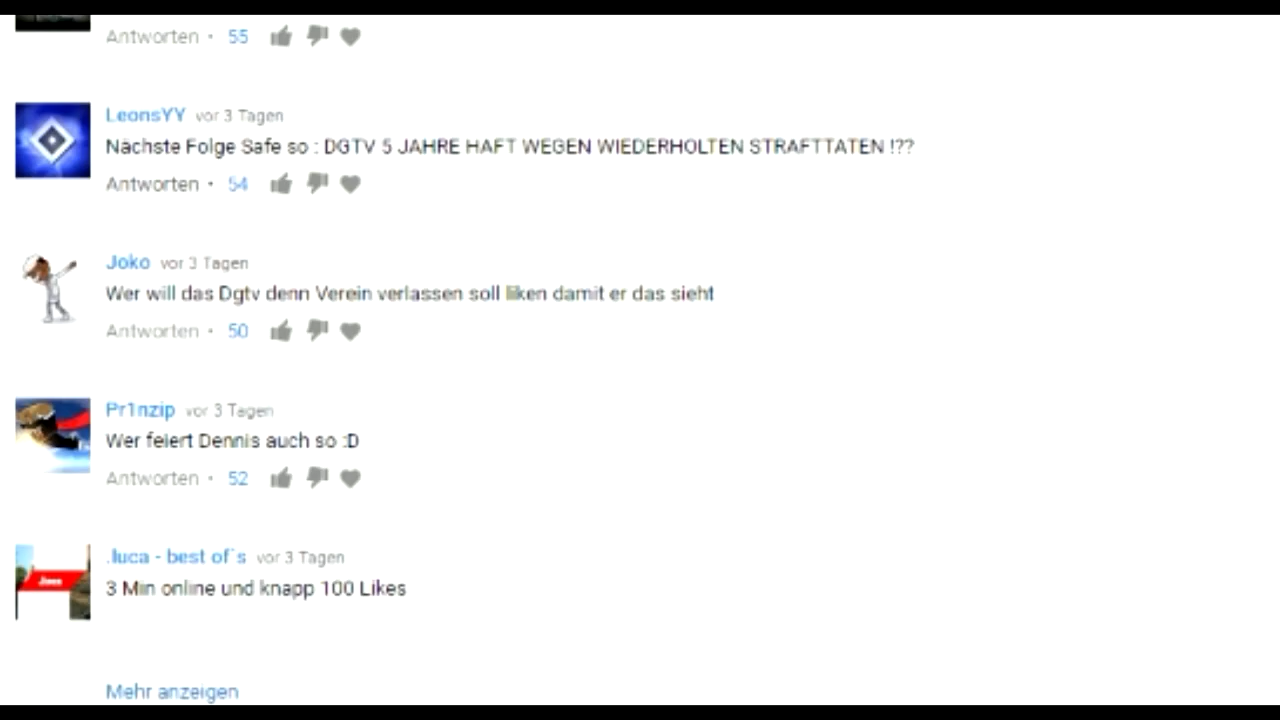 Antworten • 55
LeonsYY vor 3 Tagen
Nächste Folge Safe so : DGTV 5 JAHRE HAFT WEGEN WIEDERHOLTEN STRAFTTATEN !??
Antworten • 54
Joko vor 3 Tagen
Wer will das Dgtv denn Verein verlassen soll liken damit er das sieht
Antworten • 50
Pr1nzip vor 3 Tagen
Wer feiert Dennis auch so :D
Antworten • 52
.luca - best of´s vor 3 Tagen
3 Min online und knapp 100 Likes
Mehr anzeigen